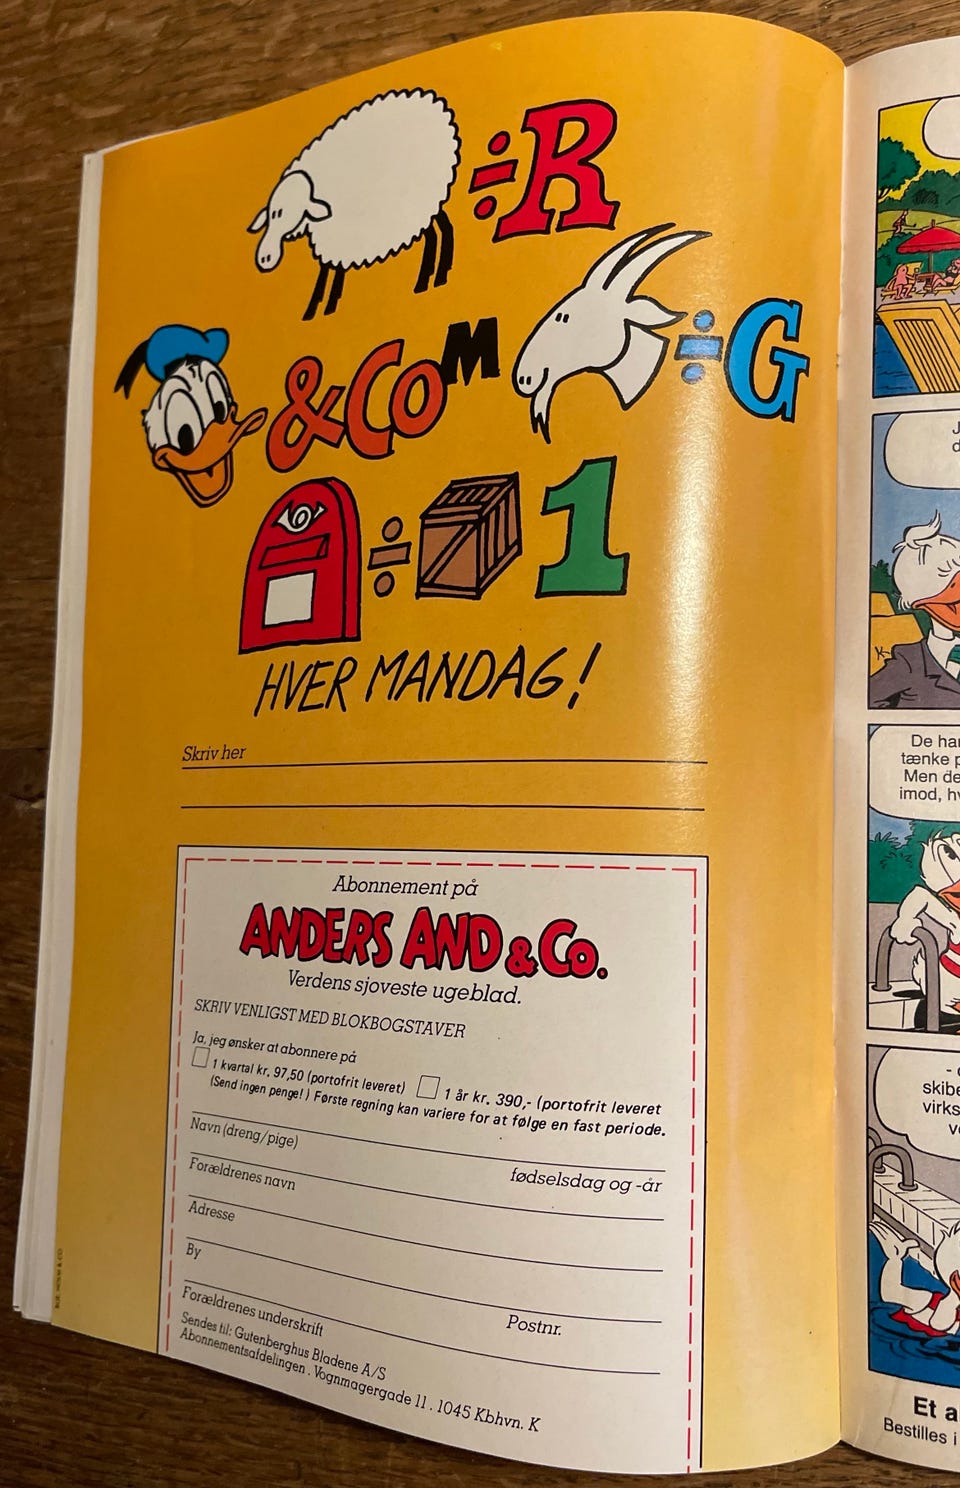 ÷R
&CoM
÷G
÷
1
HVER MANDAG!
Skriv her
Abonnement på
ANDERS AND & Co.
Verdens sjoveste ugeblad.
SKRIV VENLIGST MED BLOKBOGSTAVER
Ja, jeg ønsker at abonnere på
1 kvartal kr. 97,50 (portofrit leveret) 1 år kr. 390,- (portofrit leveret
(Send ingen penge!) Første regning kan variere for at følge en fast periode.
Navn (dreng/pige) fødselsdag og -år
Forældrenes navn
Adresse
By Postnr.
Forældrenes underskrift
Sendes til: Gutenberghus Bladene A/S
Abonnementsafdelingen . Vognmagergade 11 . 1045 Kbhvn. K
J
d
De har
tænke p
Men de
imod, hv
skibe
virks
Et a
Bestilles i